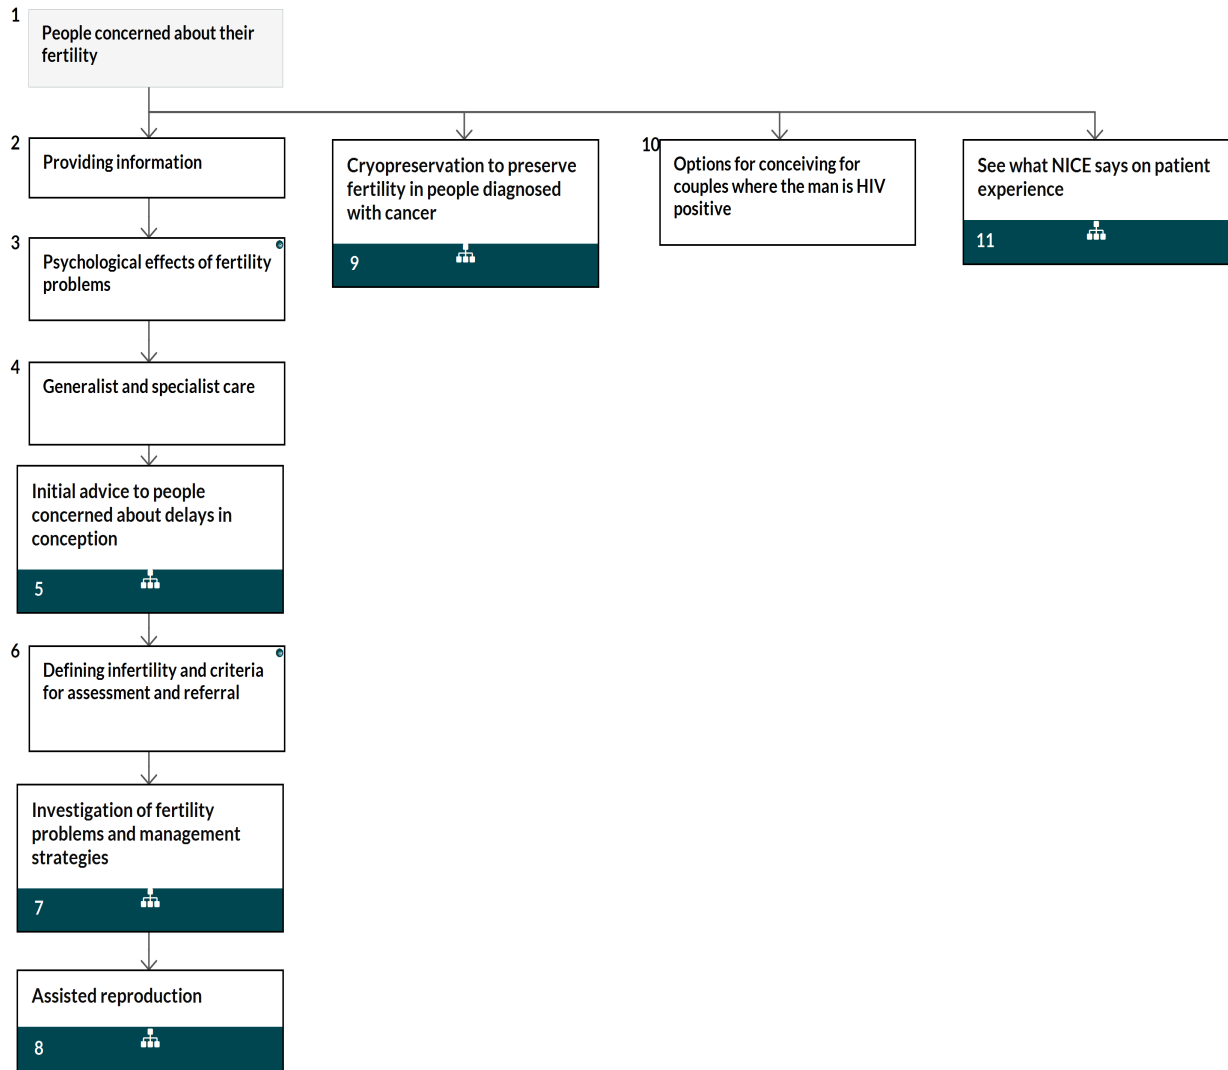 1
People concerned about their
fertility
2
Providing information
3
Psychological effects of fertility
problems
4
Generalist and specialist care
Initial advice to people
concerned about delays in
conception
5
6
Defining infertility and criteria
for assessment and referral
Investigation of fertility
problems and management
strategies
7
Assisted reproduction
8
Cryopreservation to preserve
fertility in people diagnosed
with cancer
9
10
Options for conceiving for
couples where the man is HIV
positive
See what NICE says on patient
experience
11